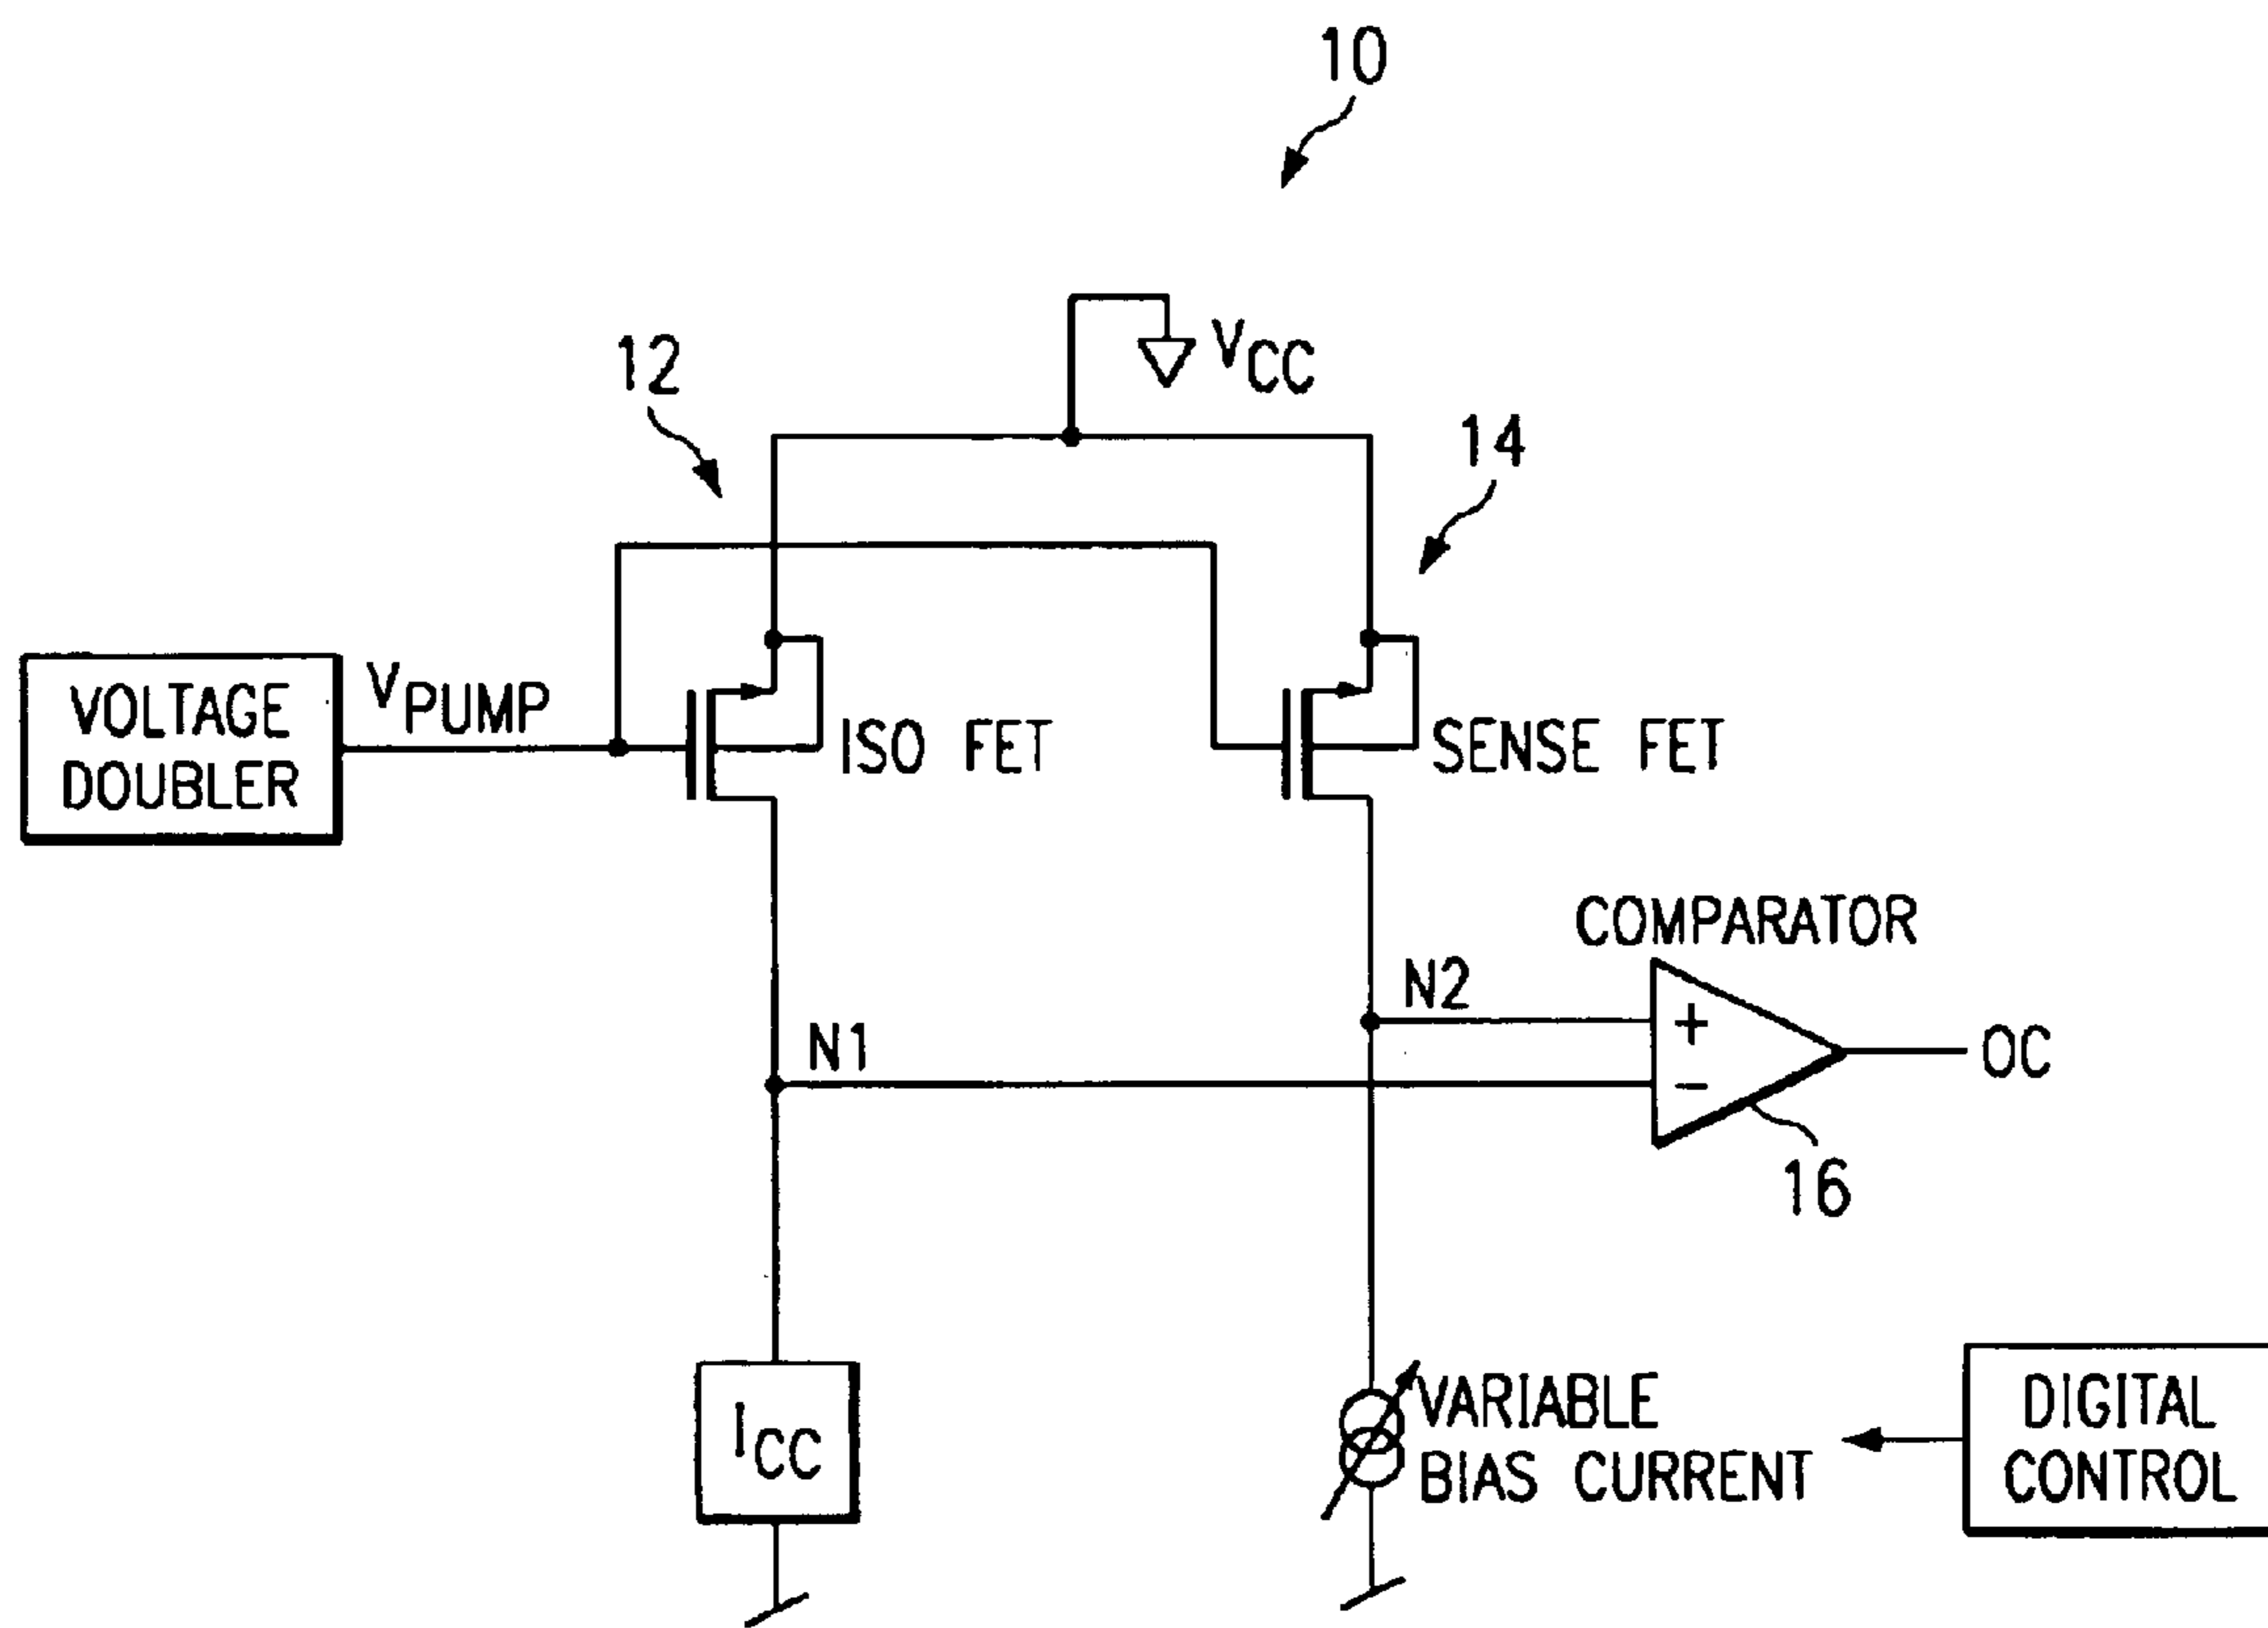 10
12
VCC
14
VOLTAGE
DOUBLER
VPUMP
ISO FET
SENSE FET
COMPARATOR
N2
+
N1
−
OC
16
ICC
VARIABLE
BIAS CURRENT
DIGITAL
CONTROL